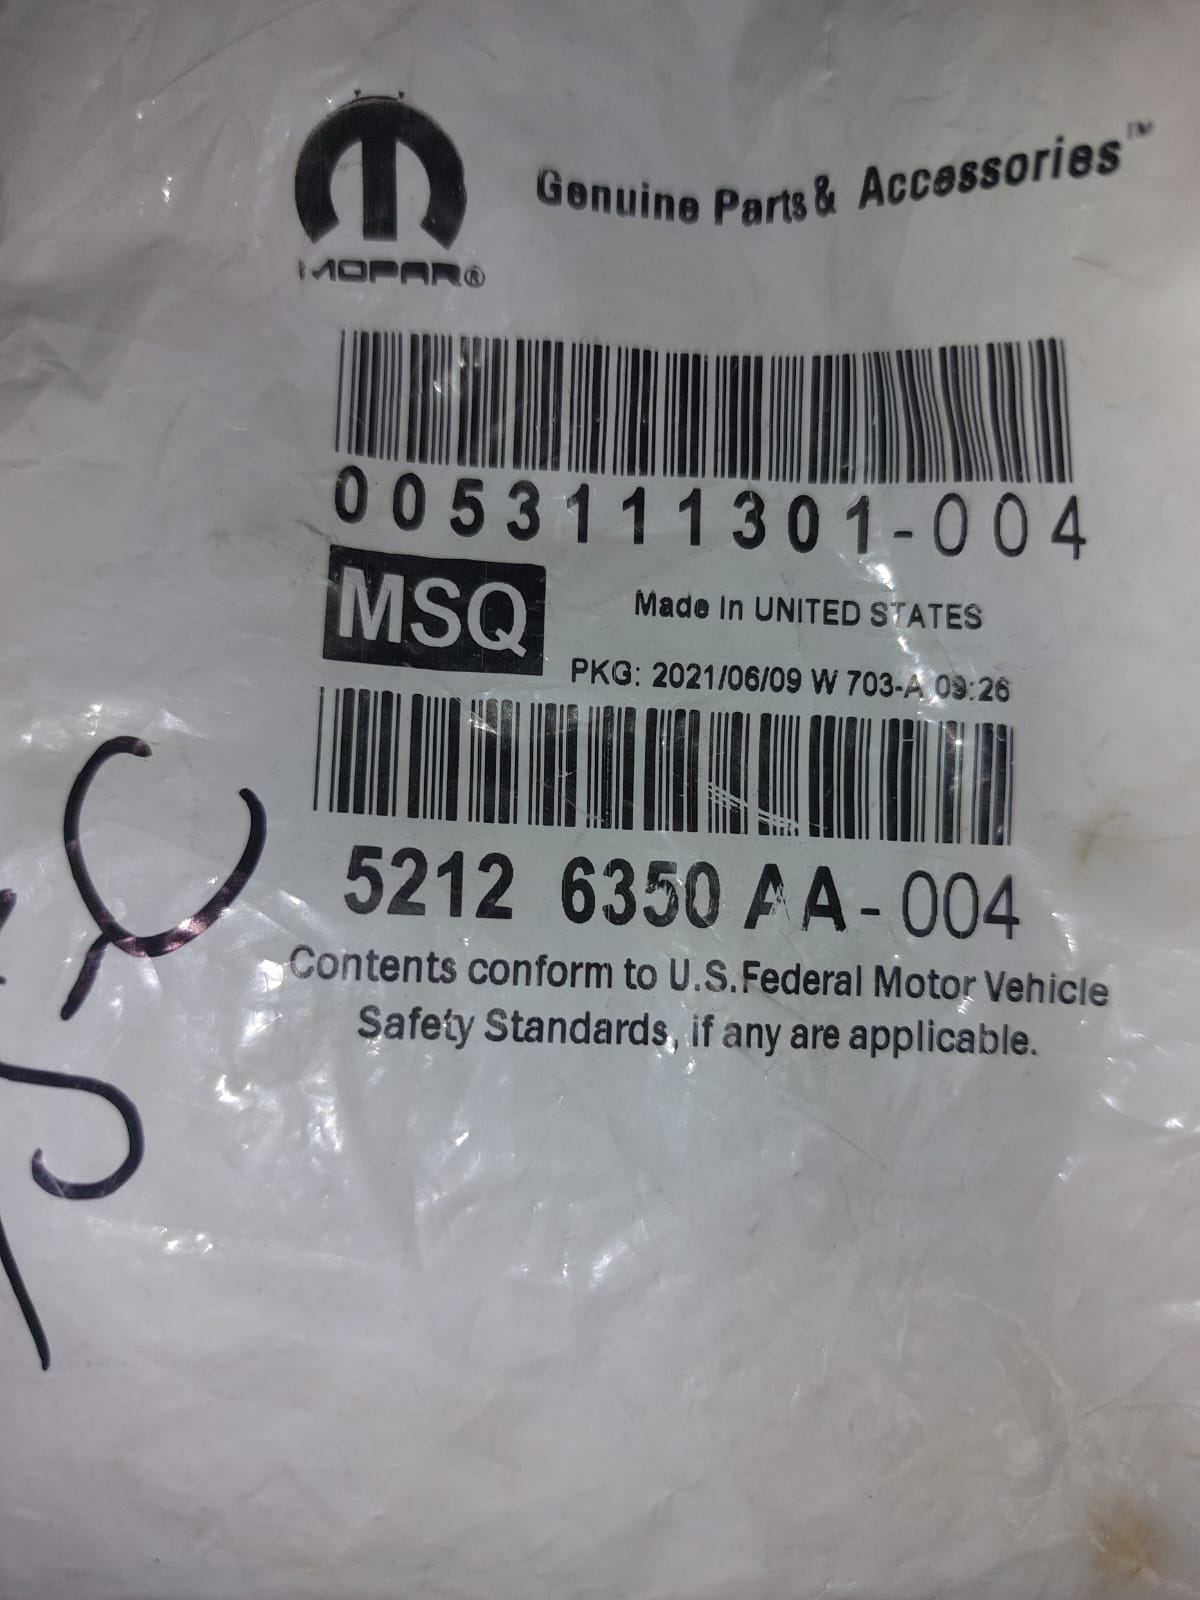 MOPAR®
Genuine Parts & Accessories™
0053111301-004
MSQ
Made In UNITED STATES
PKG: 2021/06/09 W 703-A 09:26
5212 6350 AA-004
Contents conform to U.S.Federal Motor Vehicle
Safety Standards, if any are applicable.